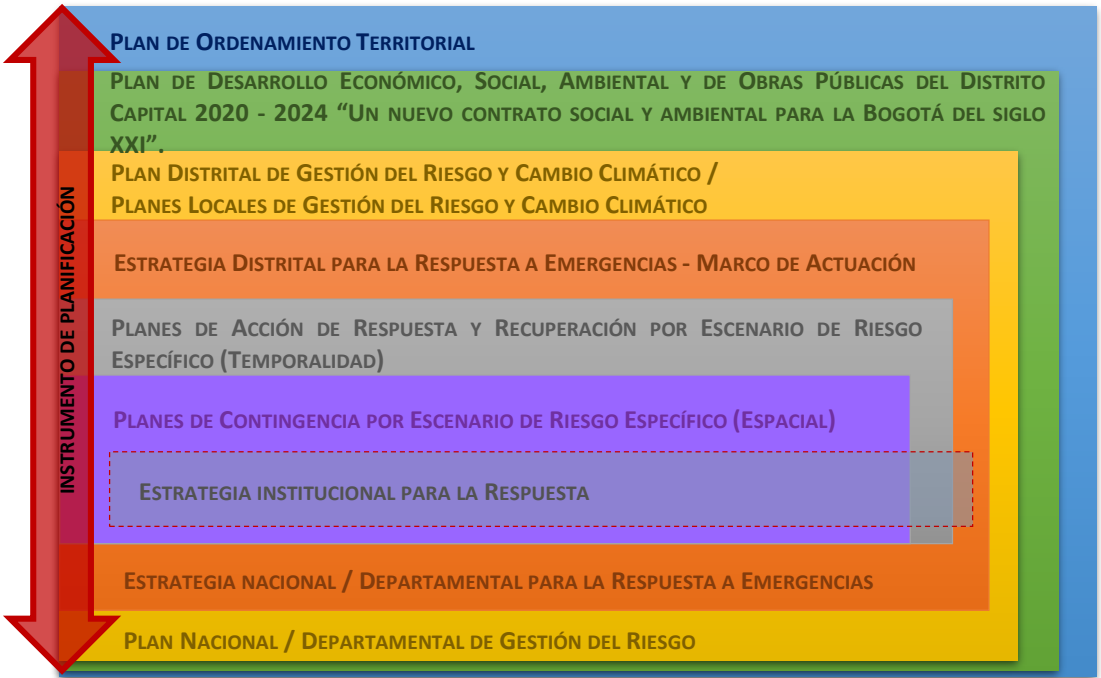 PLAN DE ORDENAMIENTO TERRITORIAL
PLAN DE DESARROLLO ECONÓMICO, SOCIAL, AMBIENTAL Y DE OBRAS PÚBLICAS DEL DISTRITO
CAPITAL 2020 - 2024 “UN NUEVO CONTRATO SOCIAL Y AMBIENTAL PARA LA BOGOTÁ DEL SIGLO
XXI”.
PLAN DISTRITAL DE GESTIÓN DEL RIESGO Y CAMBIO CLIMÁTICO /
PLANES LOCALES DE GESTIÓN DEL RIESGO Y CAMBIO CLIMÁTICO
INSTRUMENTO DE PLANIFICACIÓN
ESTRATEGIA DISTRITAL PARA LA RESPUESTA A EMERGENCIAS - MARCO DE ACTUACIÓN
PLANES DE ACCIÓN DE RESPUESTA Y RECUPERACIÓN POR ESCENARIO DE RIESGO
ESPECÍFICO (TEMPORALIDAD)
PLANES DE CONTINGENCIA POR ESCENARIO DE RIESGO ESPECÍFICO (ESPACIAL)
ESTRATEGIA INSTITUCIONAL PARA LA RESPUESTA
ESTRATEGIA NACIONAL / DEPARTAMENTAL PARA LA RESPUESTA A EMERGENCIAS
PLAN NACIONAL / DEPARTAMENTAL DE GESTIÓN DEL RIESGO